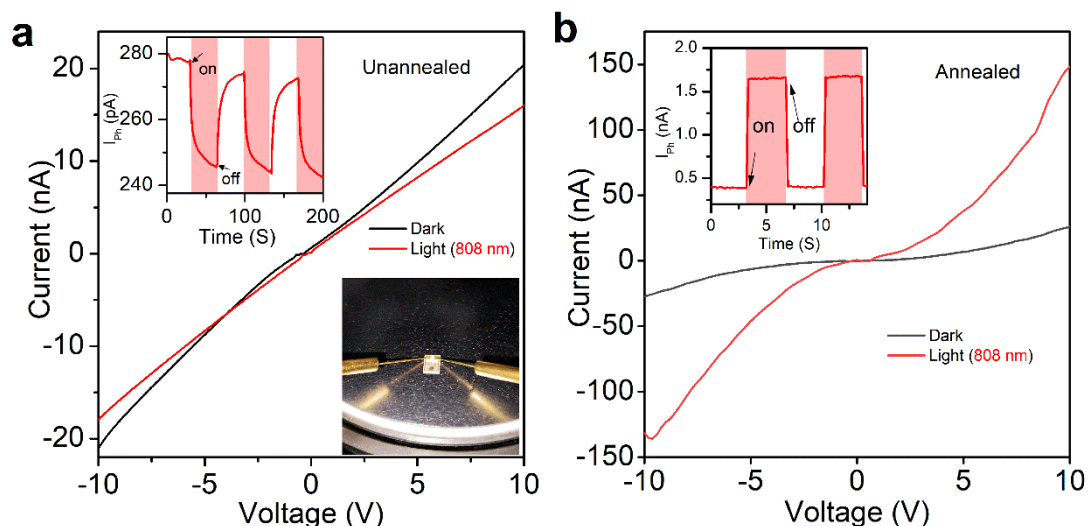 a
Unannealed
20
10
0
-10
-20
Current (nA)
-10
-5
0
5
10
Voltage (V)
Dark
Light (808 nm)
280
260
240
I_Ph (pA)
0
100
200
Time (S)
on
off
b
Annealed
150
100
50
0
-50
-100
-150
Current (nA)
-10
-5
0
5
10
Voltage (V)
Dark
Light (808 nm)
2.0
1.5
1.0
0.5
I_Ph (nA)
0
5
10
Time (S)
on
off